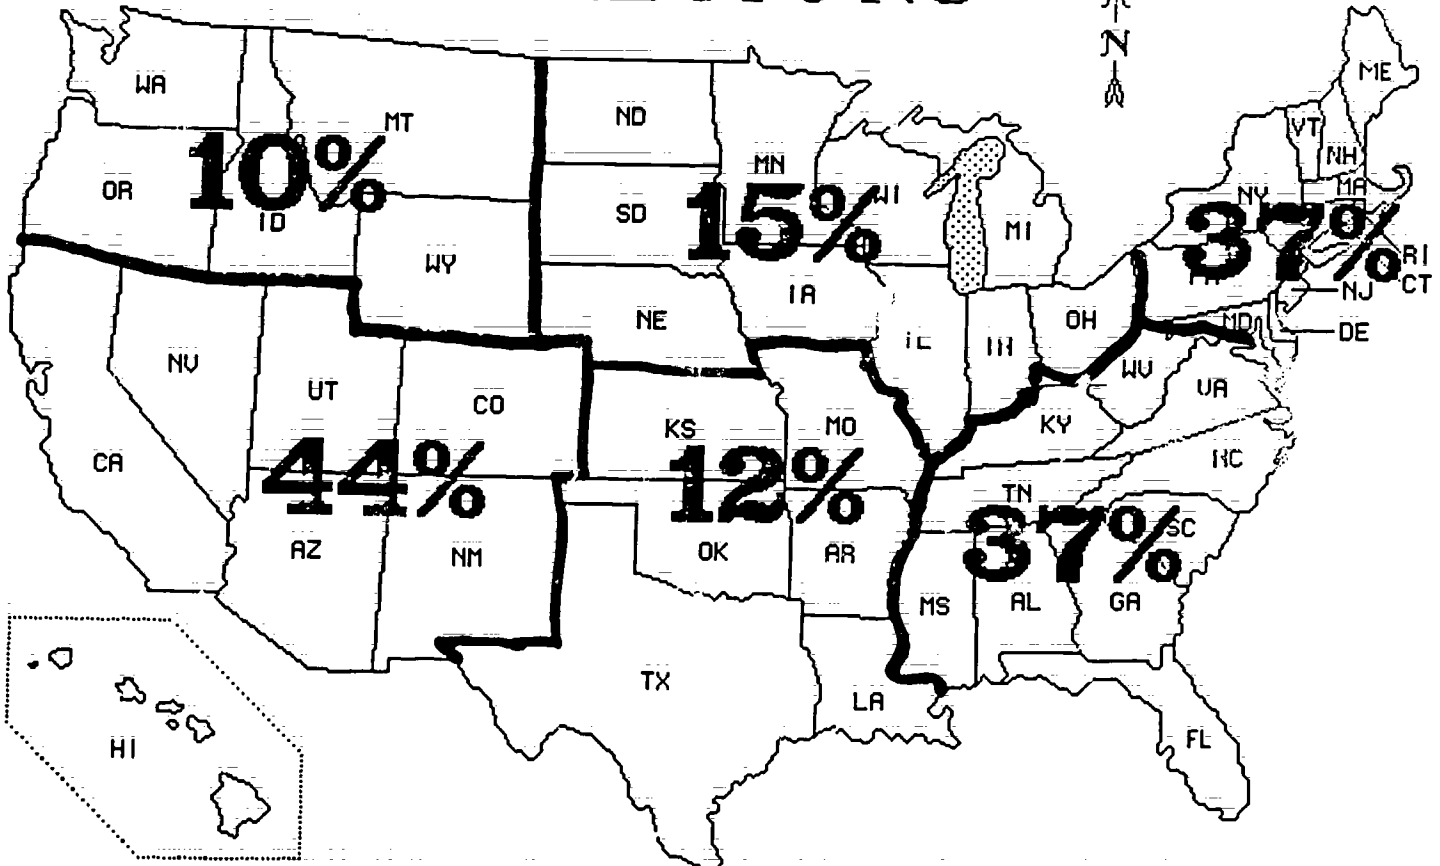 N
ME
WA
MT
ND
VT
NH
MN
MA
10%
OR
ID
SD
15%
WI
NY
MI
37%
RI
CT
WY
IA
NE
NJ
OH
MD
DE
NV
UT
CO
IL
IN
WV
VA
KS
MO
KY
CA
44%
12%
NC
TN
37%
SC
AZ
NM
OK
AR
MS
AL
GA
TX
LA
HI
FL